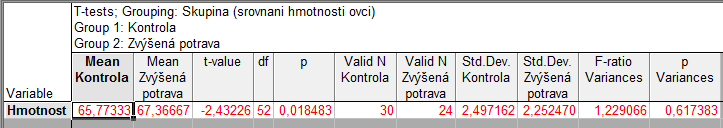 T-tests; Grouping: Skupina (srovnani hmotnosti ovci)
Group 1: Kontrola
Group 2: Zvýšená potrava
Variable Mean Kontrola Mean Zvýšená potrava t-value df p Valid N Kontrola Valid N Zvýšená potrava Std.Dev. Kontrola Std.Dev. Zvýšená potrava F-ratio Variances p Variances
Hmotnost 65,77333 67,36667 -2,43226 52 0,018483 30 24 2,497162 2,252470 1,229066 0,617383